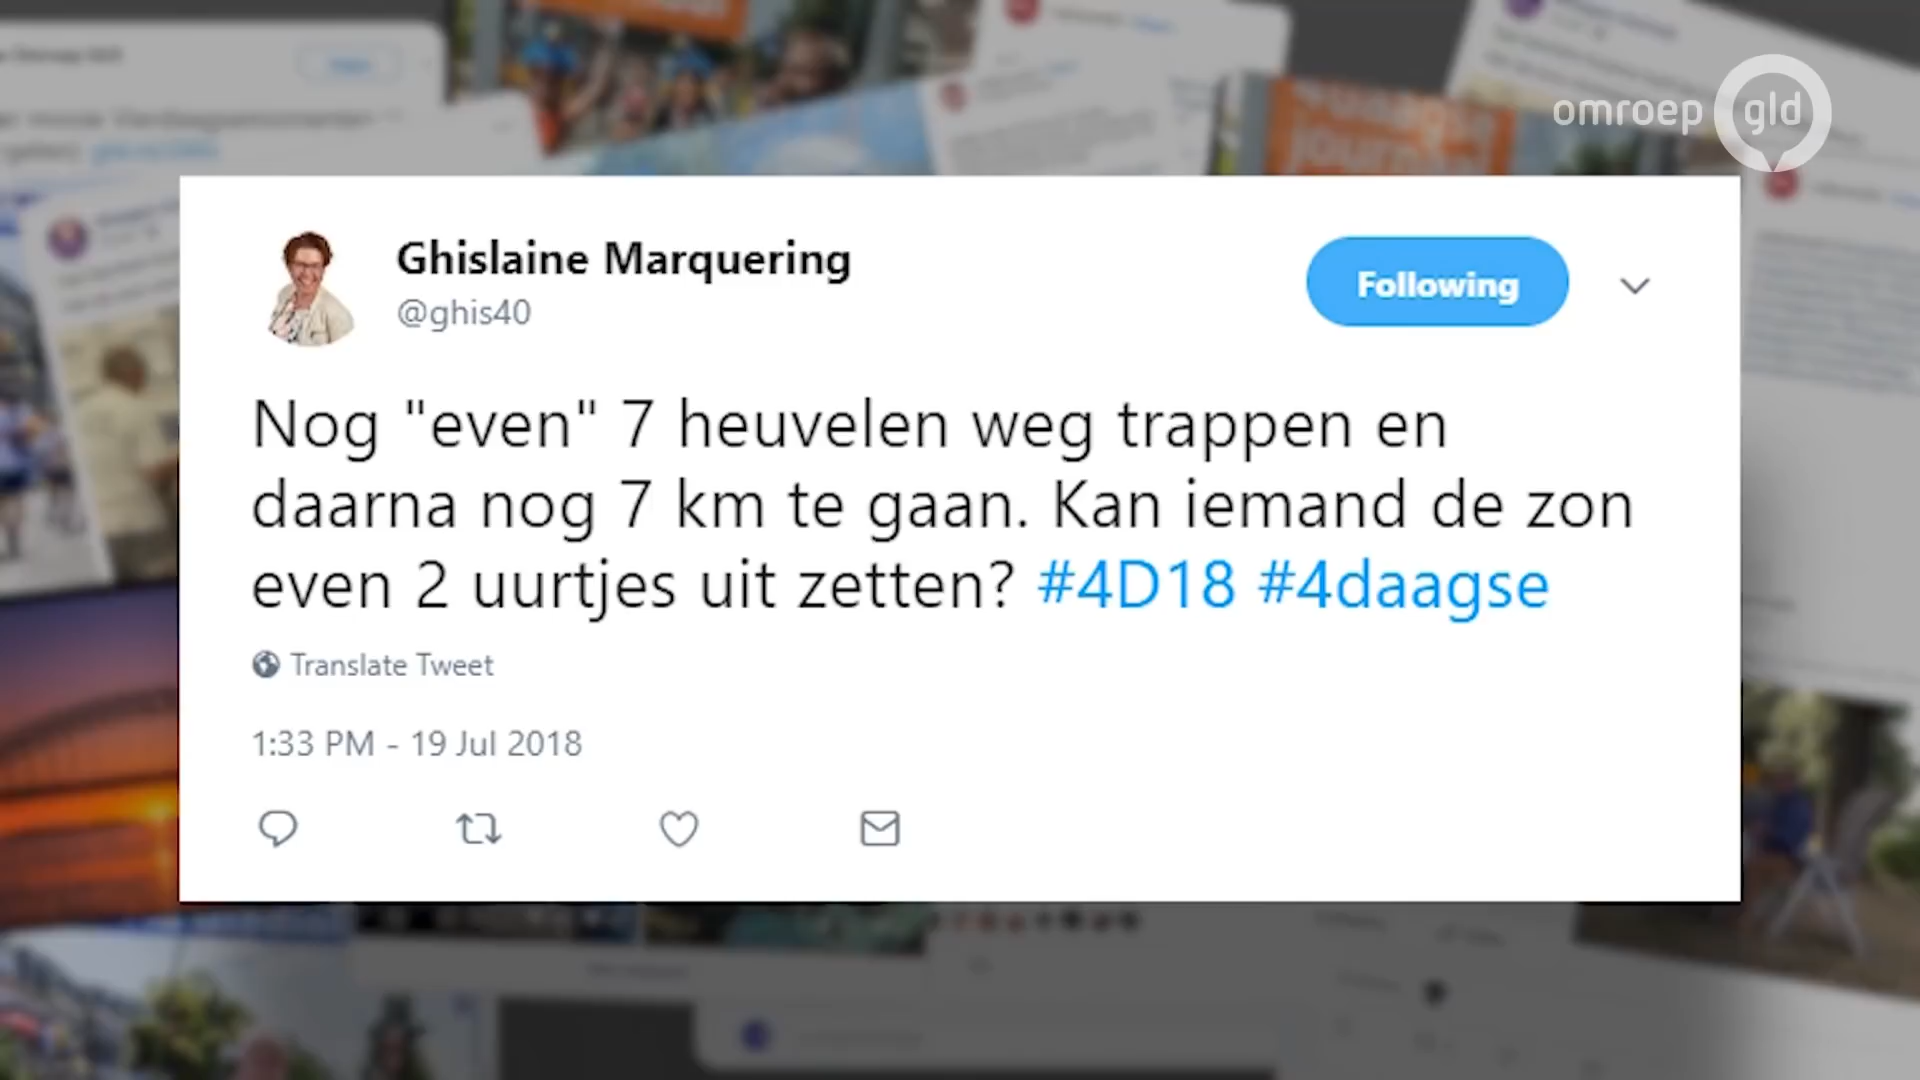 omroep gld
Ghislaine Marquering
@ghis40
Following
Nog "even" 7 heuvelen weg trappen en
daarna nog 7 km te gaan. Kan iemand de zon
even 2 uurtjes uit zetten? #4D18 #4daagse
Translate Tweet
1:33 PM - 19 Jul 2018